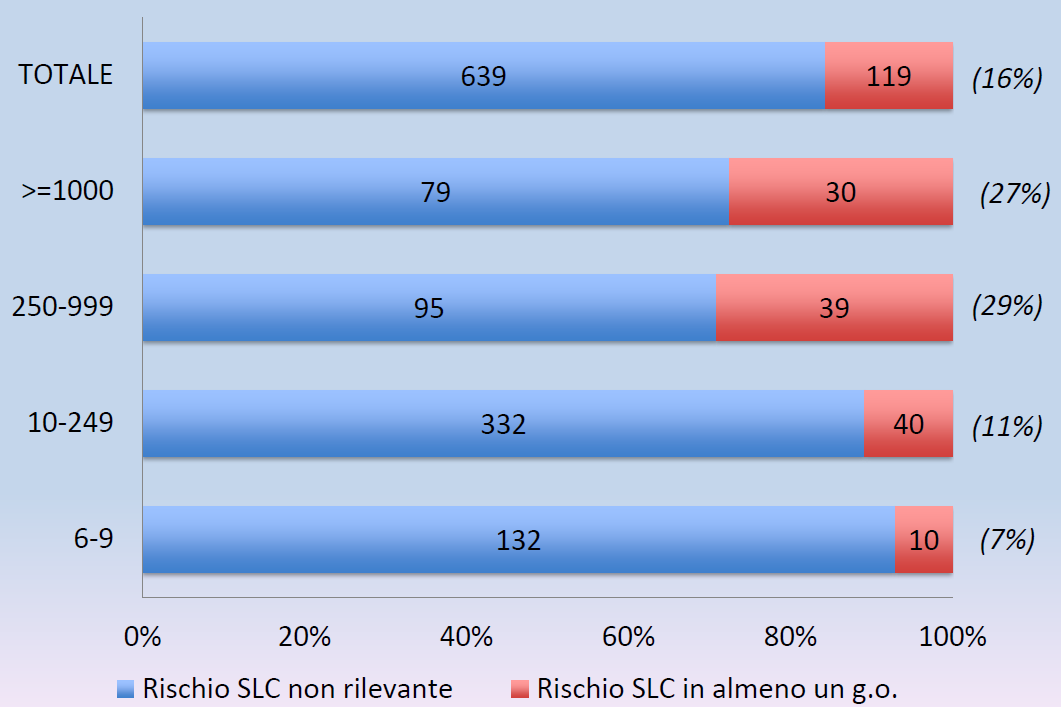 TOTALE 639 119 (16%)
>=1000 79 30 (27%)
250-999 95 39 (29%)
10-249 332 40 (11%)
6-9 132 10 (7%)
0% 20% 40% 60% 80% 100%
Rischio SLC non rilevante Rischio SLC in almeno un g.o.